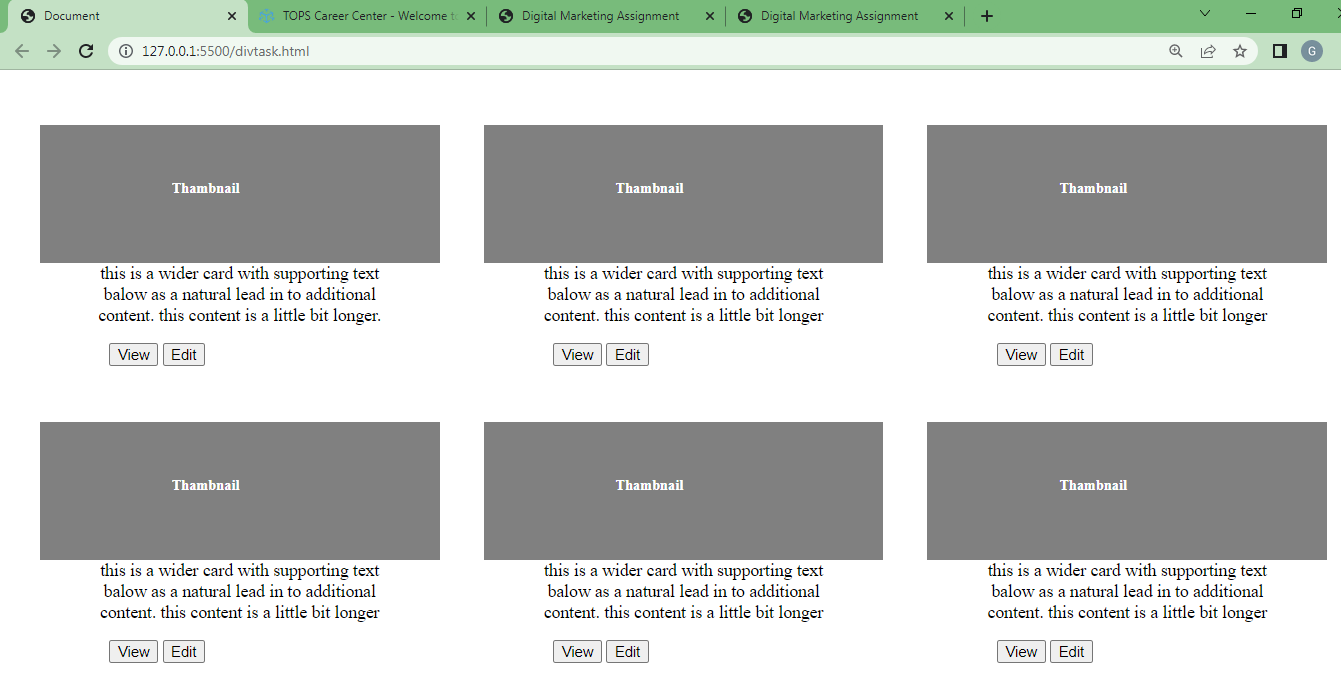 Document
TOPS Career Center - Welcome to
Digital Marketing Assignment
Digital Marketing Assignment
127.0.0.1:5500/divtask.html
G
Thambnail
Thambnail
Thambnail
this is a wider card with supporting text
balow as a natural lead in to additional
content. this content is a little bit longer.
this is a wider card with supporting text
balow as a natural lead in to additional
content. this content is a little bit longer
this is a wider card with supporting text
balow as a natural lead in to additional
content. this content is a little bit longer
View Edit
View Edit
View Edit
Thambnail
Thambnail
Thambnail
this is a wider card with supporting text
balow as a natural lead in to additional
content. this content is a little bit longer
this is a wider card with supporting text
balow as a natural lead in to additional
content. this content is a little bit longer
this is a wider card with supporting text
balow as a natural lead in to additional
content. this content is a little bit longer
View Edit
View Edit
View Edit